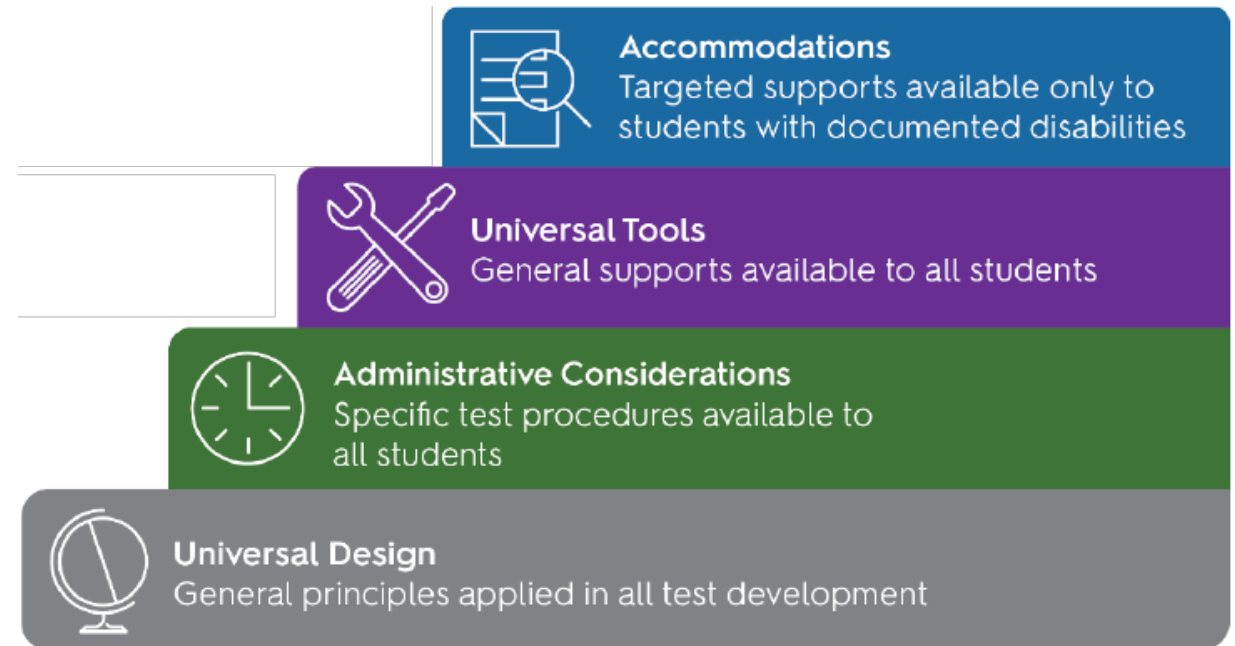 Accommodations
Targeted supports available only to
students with documented disabilities
Universal Tools
General supports available to all students
Administrative Considerations
Specific test procedures available to
all students
Universal Design
General principles applied in all test development